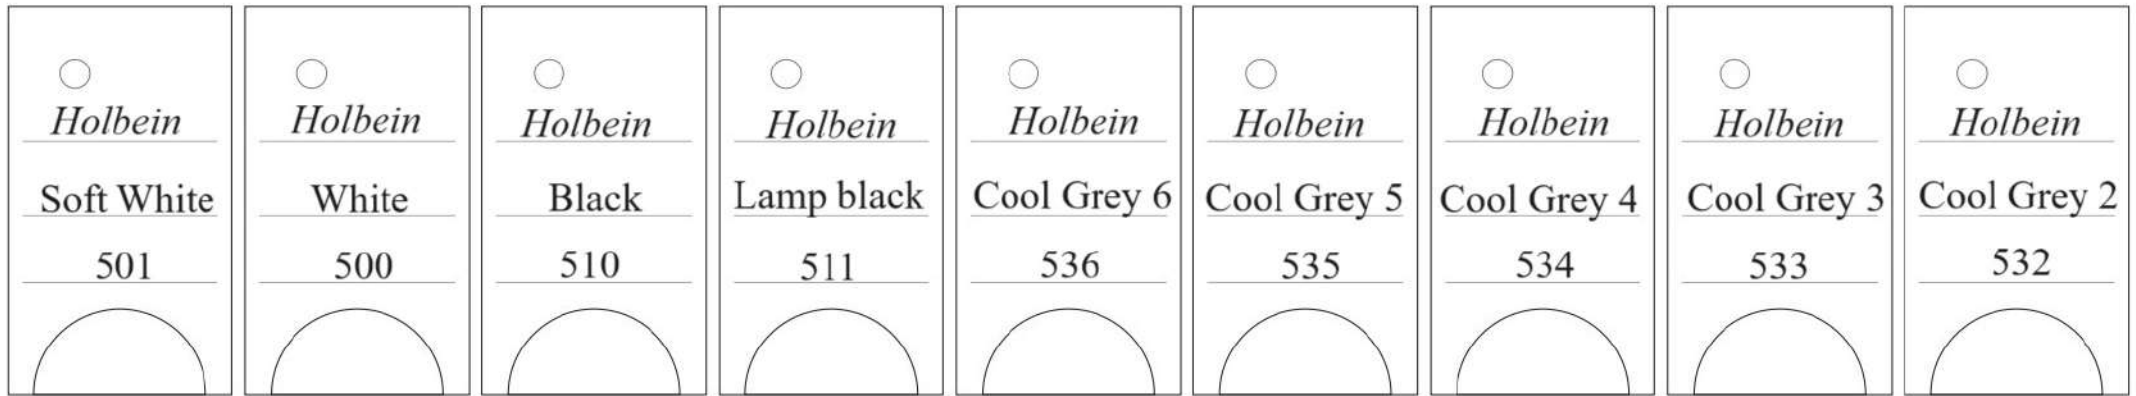 Holbein
Soft White
501
Holbein
White
500
Holbein
Black
510
Holbein
Lamp black
511
Holbein
Cool Grey 6
536
Holbein
Cool Grey 5
535
Holbein
Cool Grey 4
534
Holbein
Cool Grey 3
533
Holbein
Cool Grey 2
532